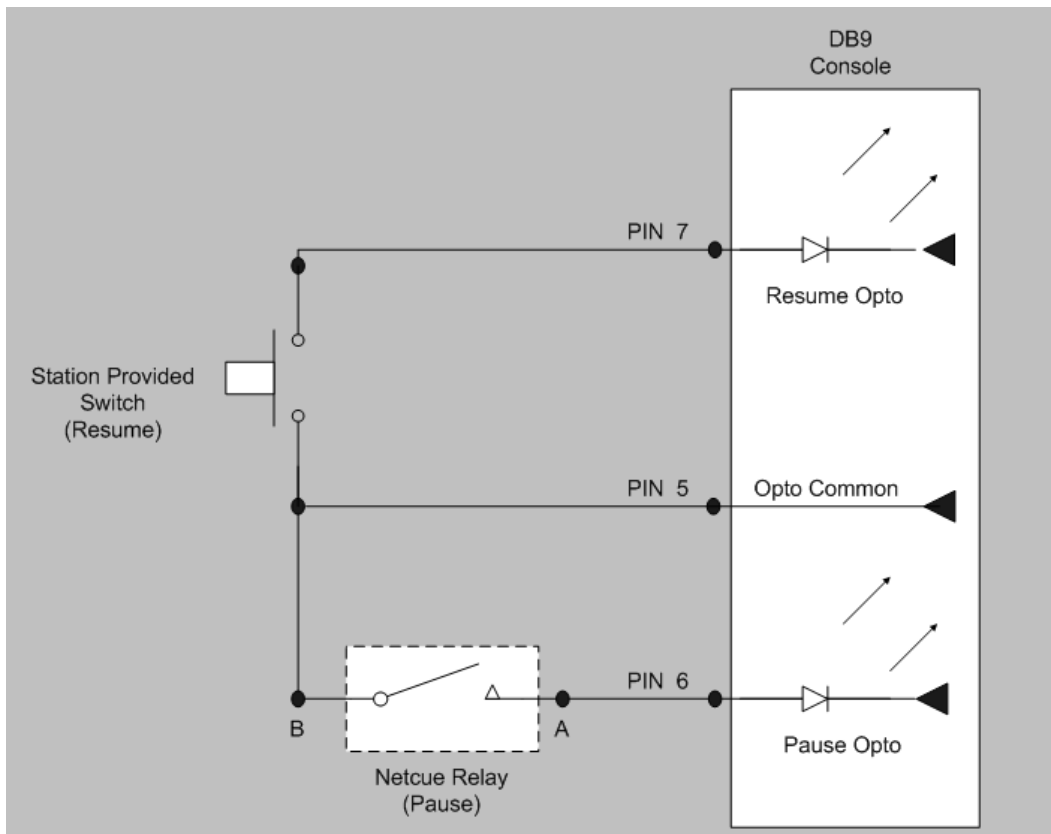 DB9
Console
PIN 7
Resume Opto
Station Provided
Switch
(Resume)
PIN 5
Opto Common
PIN 6
B
A
Pause Opto
Netcue Relay
(Pause)